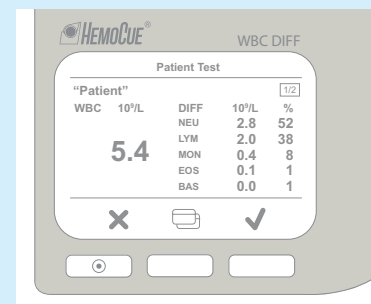 HemoCue®
WBC DIFF
Patient Test
“Patient”
1/2
WBC 10⁹/L DIFF 10⁹/L %
NEU 2.8 52
LYM 2.0 38
5.4
MON 0.4 8
EOS 0.1 1
BAS 0.0 1